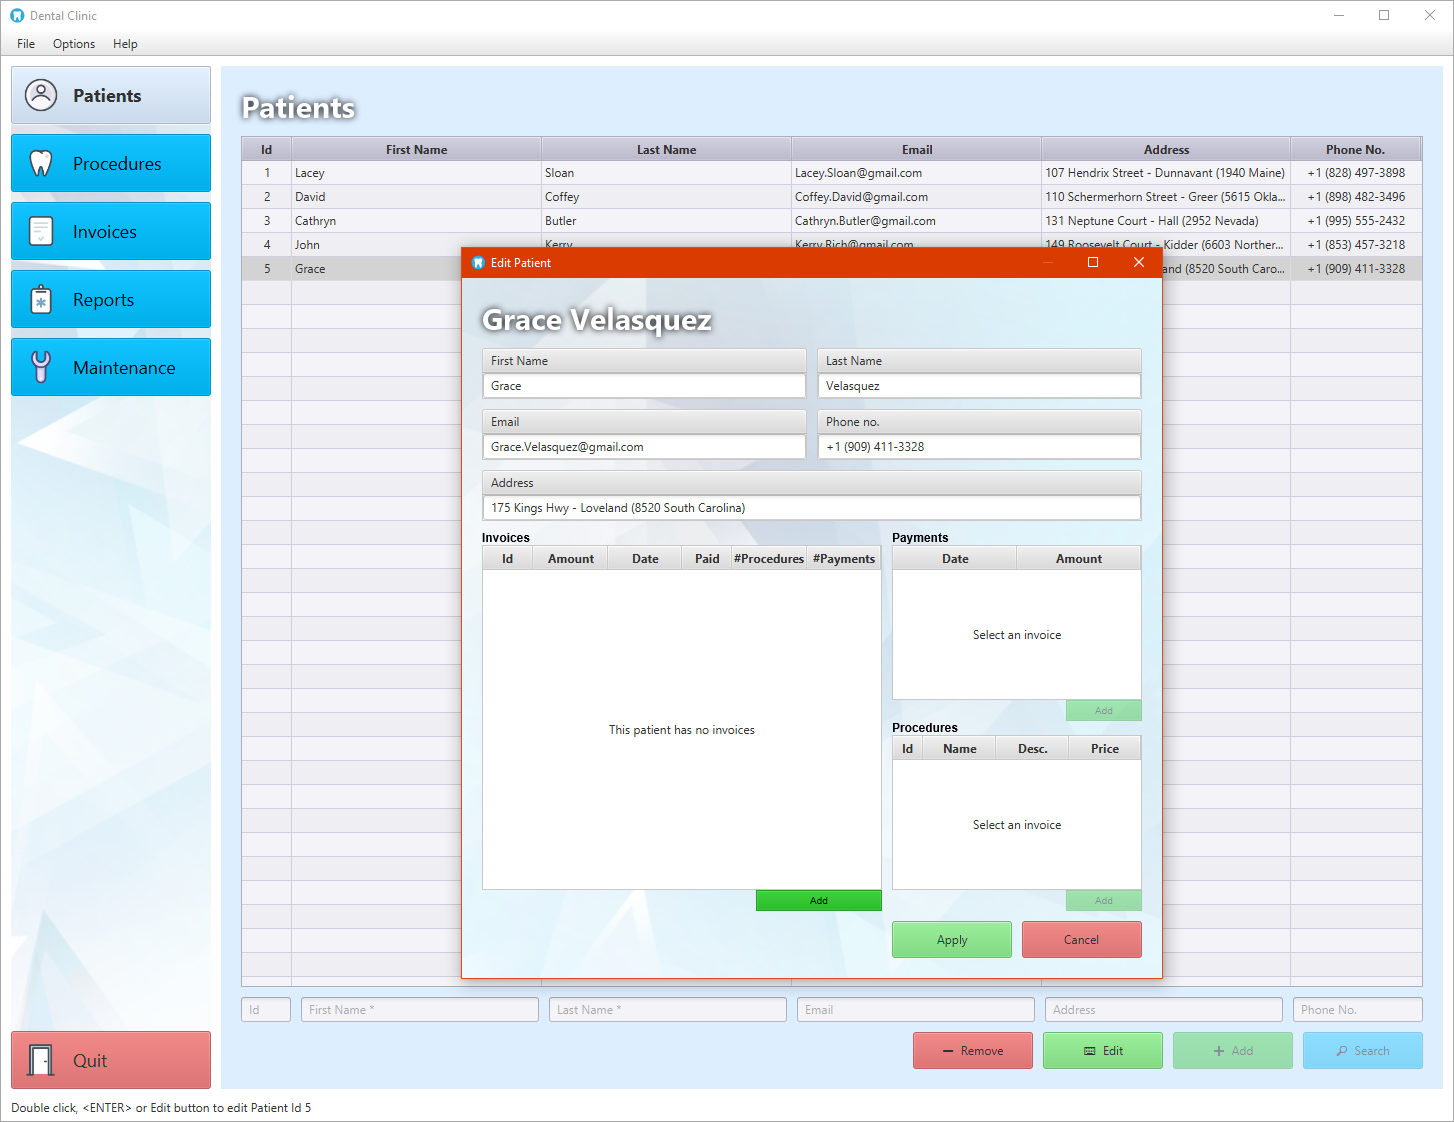 Dental Clinic
File Options Help
Patients
Procedures
Invoices
Reports
Maintenance
Quit
Patients
Id First Name Last Name Email Address Phone No.
1 Lacey Sloan Lacey.Sloan@gmail.com 107 Hendrix Street - Dunnavant (1940 Maine) +1 (828) 497-3898
2 David Coffey Coffey.David@gmail.com 110 Schermerhorn Street - Greer (5615 Okla... +1 (898) 482-3496
3 Cathryn Butler Cathryn.Butler@gmail.com 131 Neptune Court - Hall (2952 Nevada) +1 (995) 555-2432
4 John Kerry Kerry.Rich@gmail.com 149 Roosevelt Court - Kidder (6603 Norther... +1 (853) 457-3218
5 Grace and (8520 South Caro... +1 (909) 411-3328
Edit Patient
Grace Velasquez
First Name Last Name
Grace Velasquez
Email Phone no.
Grace.Velasquez@gmail.com +1 (909) 411-3328
Address
175 Kings Hwy - Loveland (8520 South Carolina)
Invoices
Id Amount Date Paid #Procedures #Payments
This patient has no invoices
Add
Payments
Date Amount
Select an invoice
Add
Procedures
Id Name Desc. Price
Select an invoice
Add
Apply Cancel
Id First Name * Last Name * Email Address Phone No.
Remove Edit Add Search
Double click, <ENTER> or Edit button to edit Patient Id 5